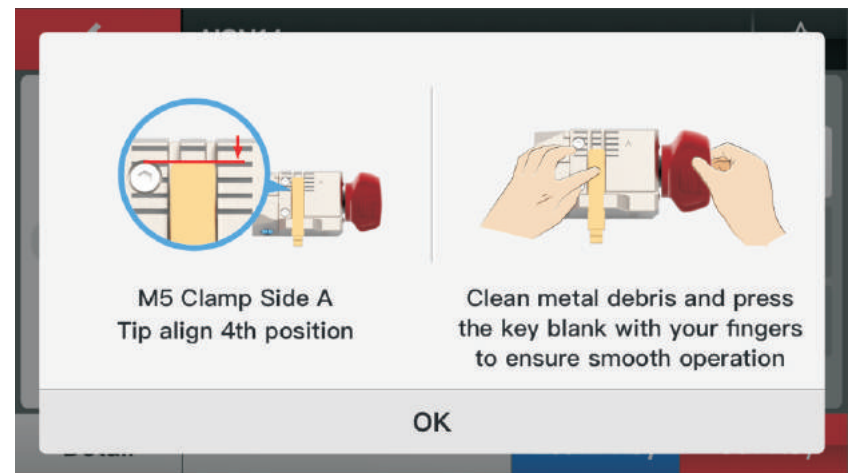 M5 Clamp Side A
Tip align 4th position
Clean metal debris and press
the key blank with your fingers
to ensure smooth operation
OK